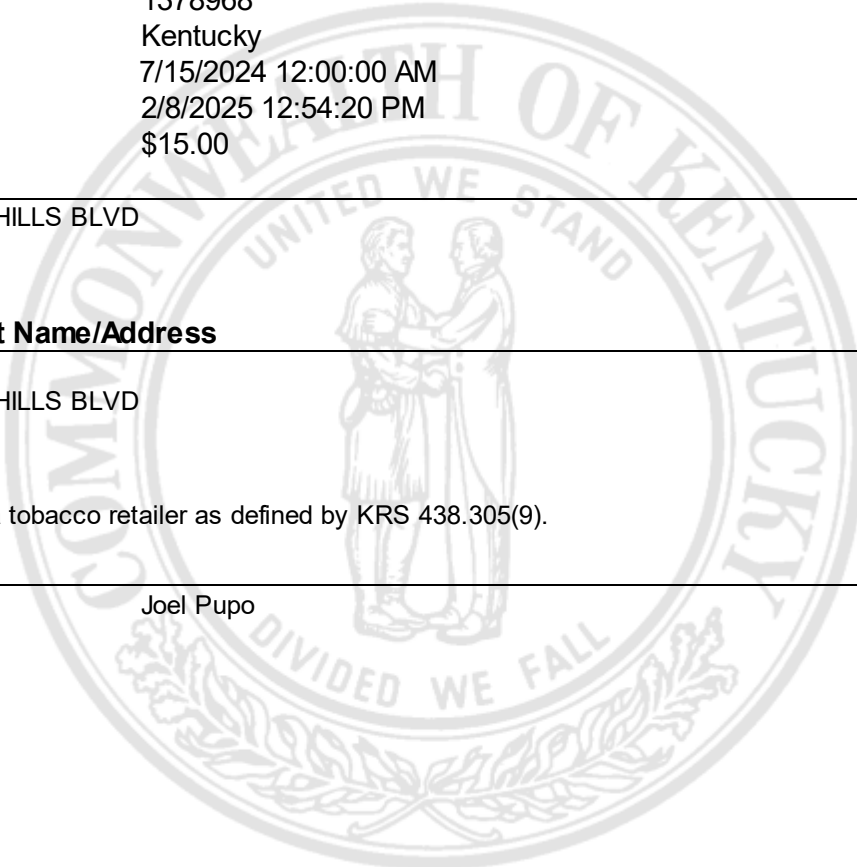 1378968
Kentucky
7/15/2024 12:00:00 AM
2/8/2025 12:54:20 PM
$15.00
HILLS BLVD
t Name/Address
HILLS BLVD
tobacco retailer as defined by KRS 438.305(9).
Joel Pupo
COMMONWEALTH OF KENTUCKY
UNITED WE STAND
DIVIDED WE FALL